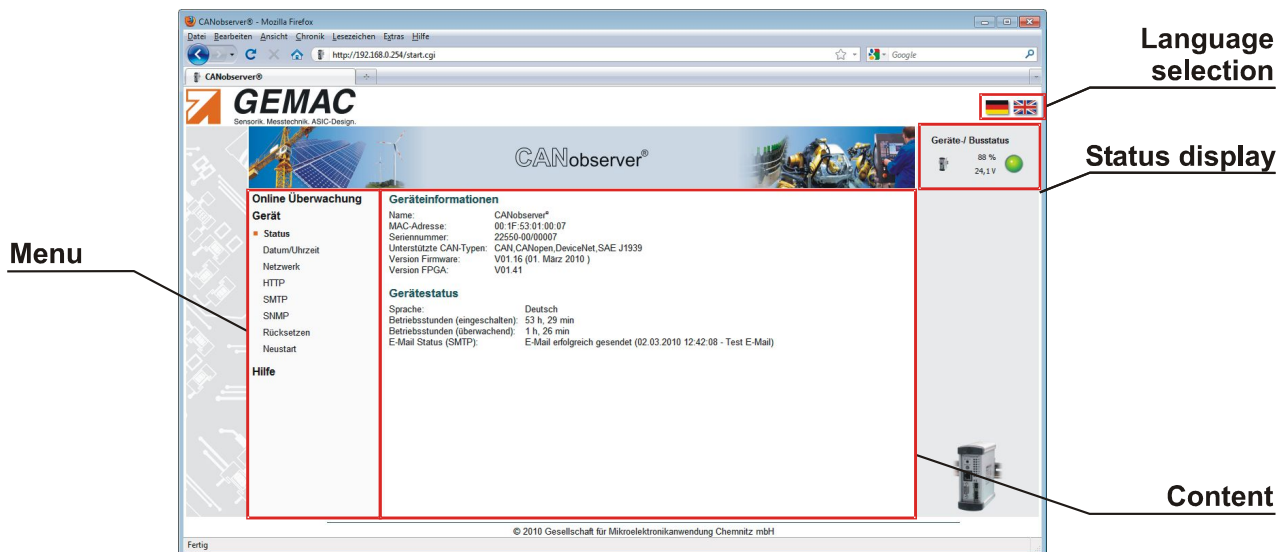 CANobserver® - Mozilla Firefox
Datei Bearbeiten Ansicht Chronik Lesezeichen Extras Hilfe
http://192.168.0.254/start.cgi
Google
CANobserver®
Language selection
GEMAC
Sensorik. Messtechnik. ASIC-Design.
CANobserver®
Geräte-/ Busstatus
88 %
24,1 V
Status display
Menu
Online Überwachung
Gerät
Status
Datum/Uhrzeit
Netzwerk
HTTP
SMTP
SNMP
Rücksetzen
Neustart
Hilfe
Geräteinformationen
Name: CANobserver®
MAC-Adresse: 00:1F:53:01:00:07
Seriennummer: 22550-00/00007
Unterstützte CAN-Typen: CAN,CANopen,DeviceNet,SAE J1939
Version Firmware: V01.16 (01. März 2010 )
Version FPGA: V01.41
Gerätestatus
Sprache: Deutsch
Betriebsstunden (eingeschalten): 53 h, 29 min
Betriebsstunden (überwachend): 1 h, 26 min
E-Mail Status (SMTP): E-Mail erfolgreich gesendet (02.03.2010 12:42:08 - Test E-Mail)
Content
© 2010 Gesellschaft für Mikroelektronikanwendung Chemnitz mbH
Fertig